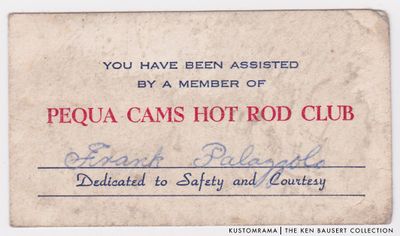 YOU HAVE BEEN ASSISTED
BY A MEMBER OF
PEQUA CAMS HOT ROD CLUB
Frank Palazzolo
Dedicated to Safety and Courtesy
KUSTOMRAMA | THE KEN BAUSERT COLLECTION